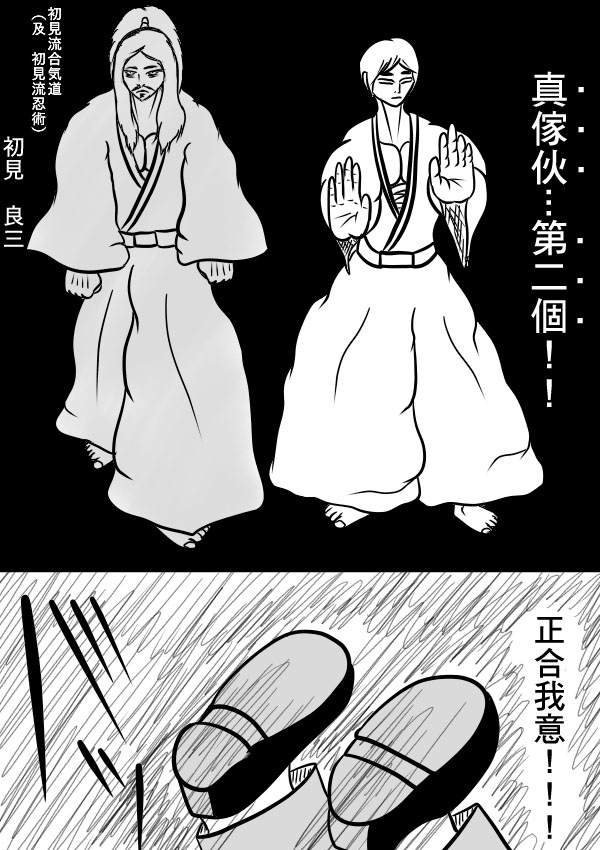 真傢伙…第二個！！
初見流合気道
（及　初見流忍術）
初見　良三
正合我意！！！